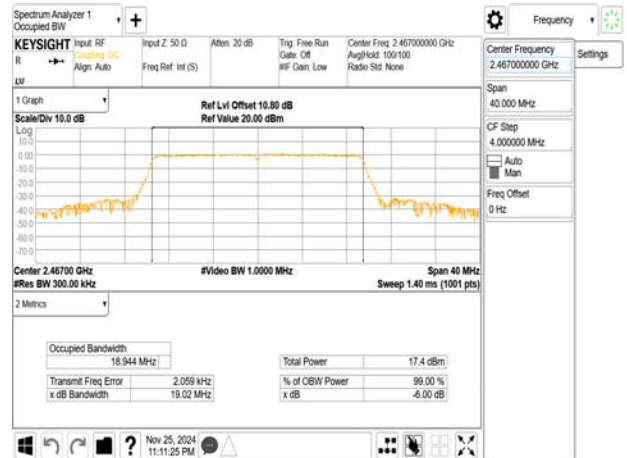 Spectrum Analyzer 1
Occupied BW
+
Frequency
KEYSIGHT
R
LXI
Input: RF
Coupling: DC
Align: Auto
Input Z: 50 Ω
Freq Ref: Int (S)
Atten: 20 dB
Trig: Free Run
Gate: Off
#IF Gain: Low
Center Freq: 2.467000000 GHz
Avg|Hold: 100/100
Radio Std: None
Center Frequency
2.467000000 GHz
Settings
Span
40.000 MHz
CF Step
4.000000 MHz
Auto
Man
Freq Offset
0 Hz
1 Graph
Scale/Div 10.0 dB
Ref Lvl Offset 10.80 dB
Ref Value 20.00 dBm
Log
10.0
0.00
-10.0
-20.0
-30.0
-40.0
-50.0
-60.0
-70.0
Center 2.46700 GHz
#Video BW 1.0000 MHz
Span 40 MHz
#Res BW 300.00 kHz
Sweep 1.40 ms (1001 pts)
2 Metrics
Occupied Bandwidth
18.944 MHz
Total Power 17.4 dBm
Transmit Freq Error 2.059 kHz
% of OBW Power 99.00 %
x dB Bandwidth 19.02 MHz
x dB -6.00 dB
?
Nov 25, 2024
11:11:25 PM